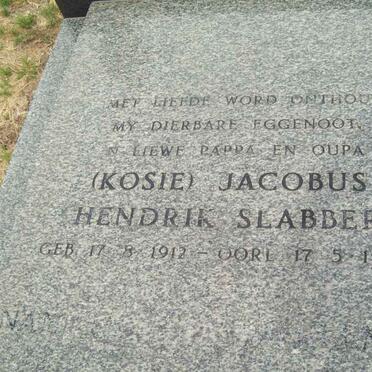 MET LIEFDE WORD ONTHOU
MY DIERBARE EGGENOOT,
'N LIEWE PAPPA EN OUPA
(KOSIE) JACOBUS
HENDRIK SLABBER
GEB. 17 8 1912 – OORL 17 5 1